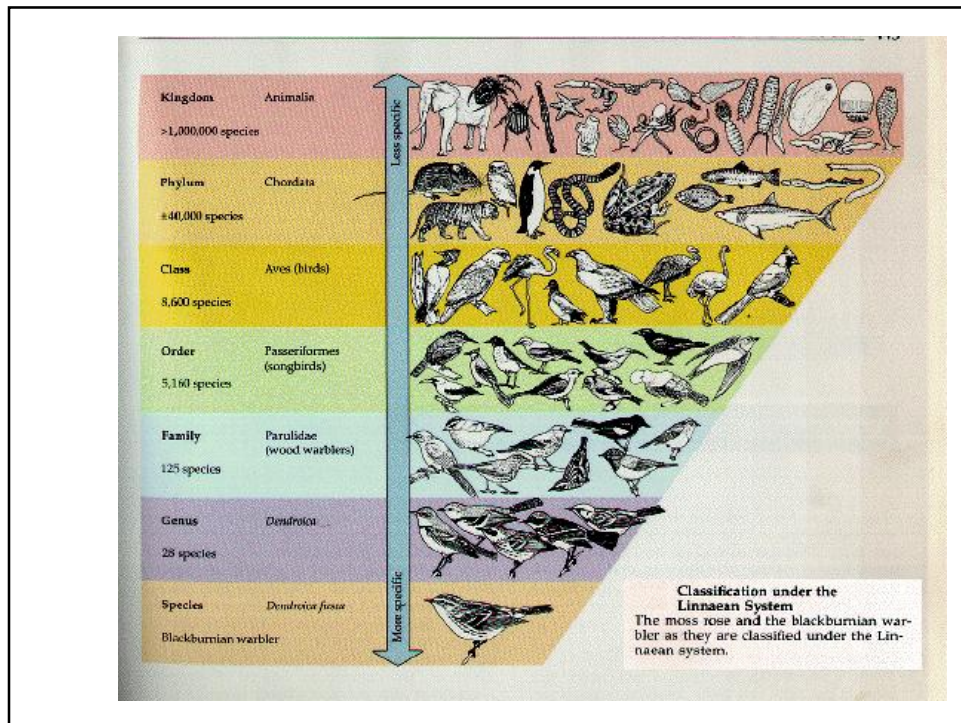 Kingdom Animalia
>1,000,000 species
Phylum Chordata
±40,000 species
Class Aves (birds)
8,600 species
Order Passeriformes
(songbirds)
5,160 species
Family Parulidae
(wood warblers)
125 species
Genus Dendroica
28 species
Species Dendroica fusca
Blackburnian warbler
Less specific
More specific
Classification under the
Linnaean System
The moss rose and the blackburnian war-
bler as they are classified under the Lin-
naean system.